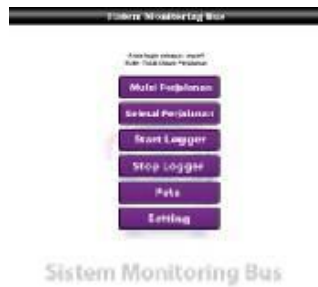 Sistem Monitoring Bus
Mulai Perjalanan
Selesai Perjalanan
Start Logger
Stop Logger
Peta
Setting
Sistem Monitoring Bus